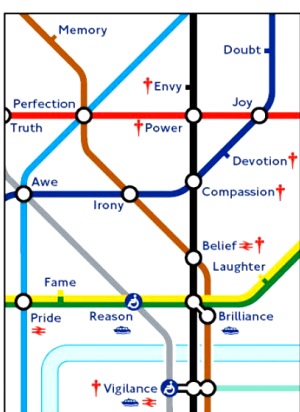 Memory
Doubt
†Envy
Perfection
Joy
Truth
†Power
Devotion†
Awe
Compassion†
Irony
Belief †
Laughter
Fame
Pride
Reason
Brilliance
†Vigilance